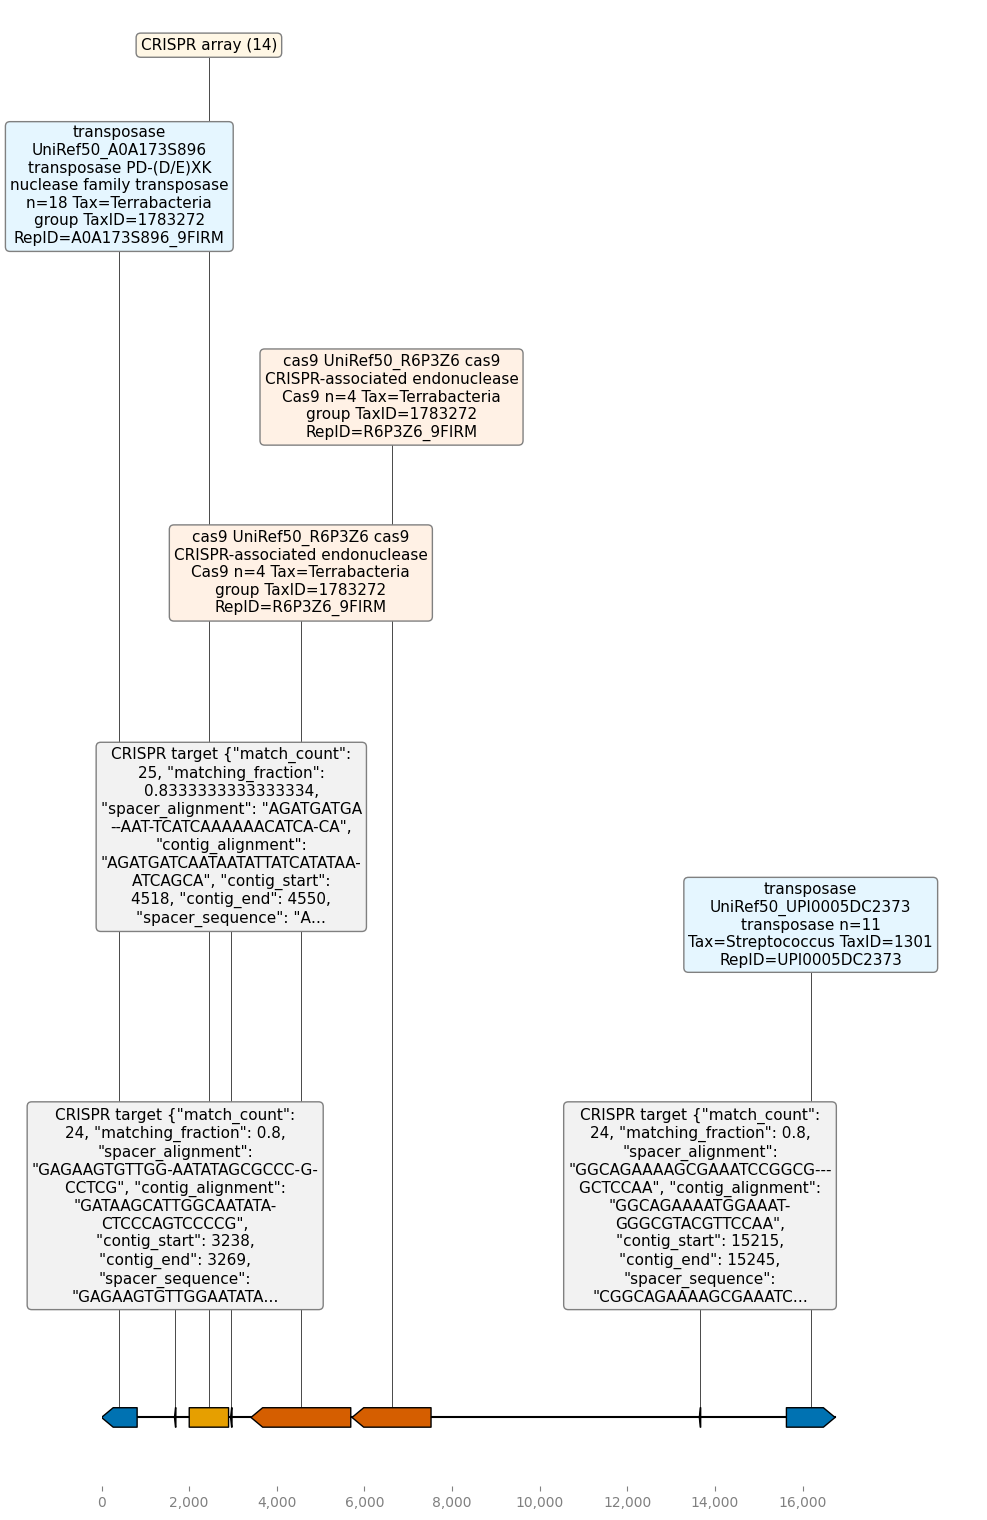 CRISPR array (14)
transposase
UniRef50_A0A173S896
transposase PD-(D/E)XK
nuclease family transposase
n=18 Tax=Terrabacteria
group TaxID=1783272
RepID=A0A173S896_9FIRM
cas9 UniRef50_R6P3Z6 cas9
CRISPR-associated endonuclease
Cas9 n=4 Tax=Terrabacteria
group TaxID=1783272
RepID=R6P3Z6_9FIRM
cas9 UniRef50_R6P3Z6 cas9
CRISPR-associated endonuclease
Cas9 n=4 Tax=Terrabacteria
group TaxID=1783272
RepID=R6P3Z6_9FIRM
CRISPR target {"match_count":
25, "matching_fraction":
0.8333333333333334,
"spacer_alignment": "AGATGATGA
--AAT-TCATCAAAAAACATCA-CA",
"contig_alignment":
"AGATGATCAATAATATTATCATATAA-
ATCAGCA", "contig_start":
4518, "contig_end": 4550,
"spacer_sequence": "A...
transposase
UniRef50_UPI0005DC2373
transposase n=11
Tax=Streptococcus TaxID=1301
RepID=UPI0005DC2373
CRISPR target {"match_count":
24, "matching_fraction": 0.8,
"spacer_alignment":
"GAGAAGTGTTGG-AATATAGCGCCC-G-
CCTCG", "contig_alignment":
"GATAAGCATTGGCAATATA-
CTCCCAGTCCCCG",
"contig_start": 3238,
"contig_end": 3269,
"spacer_sequence":
"GAGAAGTGTTGGAATATA...
CRISPR target {"match_count":
24, "matching_fraction": 0.8,
"spacer_alignment":
"GGCAGAAAAGCGAAATCCGGCG---
GCTCCAA", "contig_alignment":
"GGCAGAAAATGGAAAT-
GGGCGTACGTTCCAA",
"contig_start": 15215,
"contig_end": 15245,
"spacer_sequence":
"CGGCAGAAAAGCGAAATC...
0 2,000 4,000 6,000 8,000 10,000 12,000 14,000 16,000